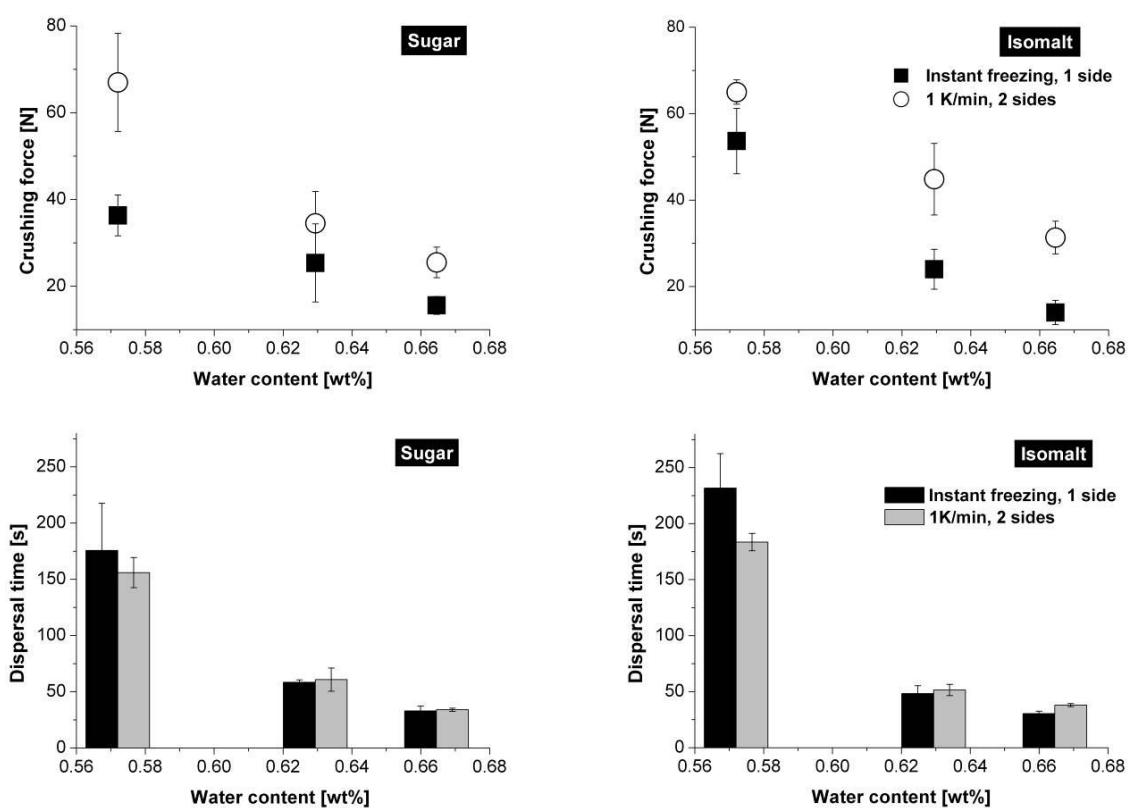 80
60
40
20
0.56 0.58 0.60 0.62 0.64 0.66 0.68
Crushing force [N]
Water content [wt%]
Sugar
80
60
40
20
0.56 0.58 0.60 0.62 0.64 0.66 0.68
Crushing force [N]
Water content [wt%]
Isomalt
Instant freezing, 1 side
1 K/min, 2 sides
250
200
150
100
50
0
0.56 0.58 0.60 0.62 0.64 0.66 0.68
Dispersal time [s]
Water content [wt%]
Sugar
250
200
150
100
50
0
0.56 0.58 0.60 0.62 0.64 0.66 0.68
Dispersal time [s]
Water content [wt%]
Isomalt
Instant freezing, 1 side
1K/min, 2 sides